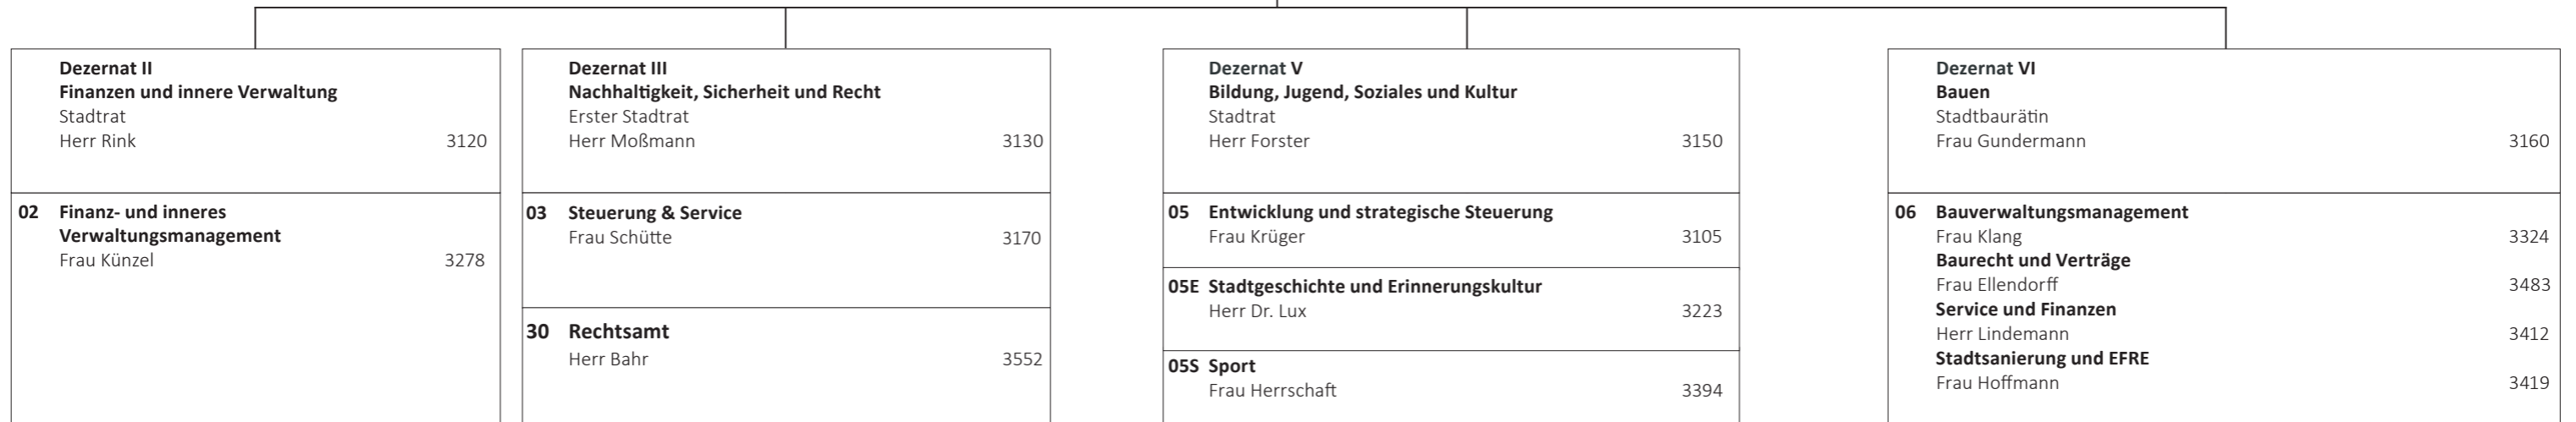 Dezernat II
Finanzen und innere Verwaltung
Stadtrat
Herr Rink 3120
02 Finanz- und inneres
Verwaltungsmanagement
Frau Künzel 3278
Dezernat III
Nachhaltigkeit, Sicherheit und Recht
Erster Stadtrat
Herr Moßmann 3130
03 Steuerung & Service
Frau Schütte 3170
30 Rechtsamt
Herr Bahr 3552
Dezernat V
Bildung, Jugend, Soziales und Kultur
Stadtrat
Herr Forster 3150
05 Entwicklung und strategische Steuerung
Frau Krüger 3105
05E Stadtgeschichte und Erinnerungskultur
Herr Dr. Lux 3223
05S Sport
Frau Herrschaft 3394
Dezernat VI
Bauen
Stadtbaurätin
Frau Gundermann 3160
06 Bauverwaltungsmanagement
Frau Klang 3324
Baurecht und Verträge
Frau Ellendorff 3483
Service und Finanzen
Herr Lindemann 3412
Stadtsanierung und EFRE
Frau Hoffmann 3419